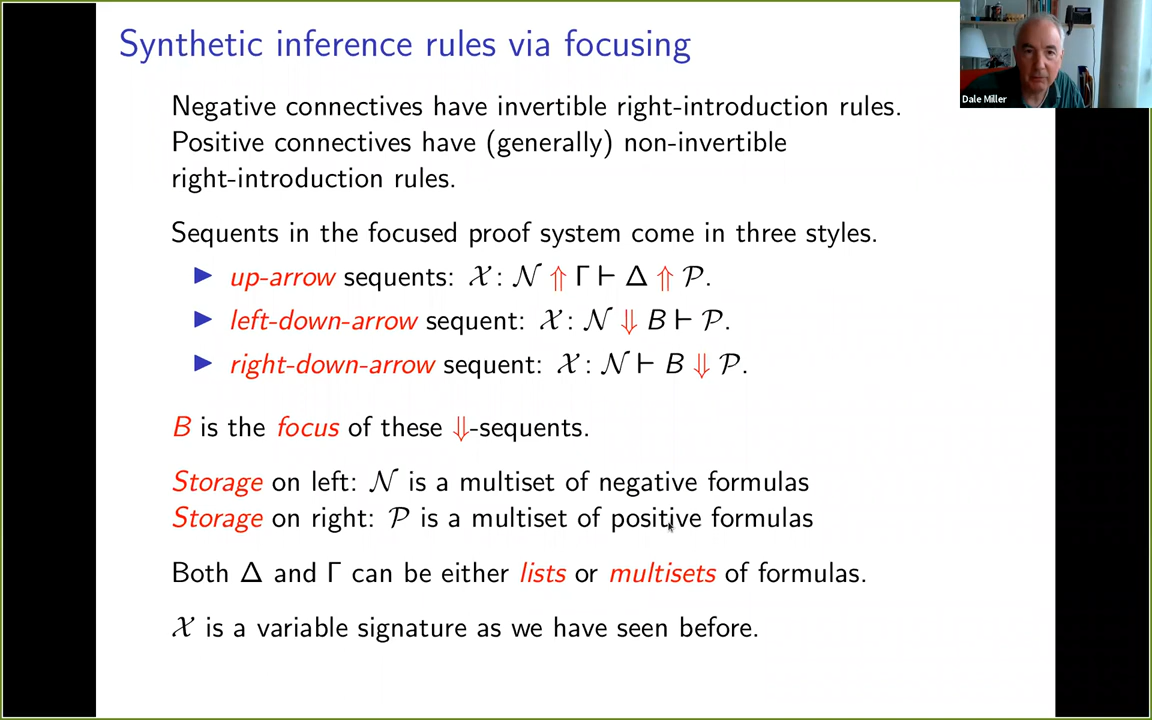 Synthetic inference rules via focusing
Dale Miller
Negative connectives have invertible right-introduction rules.
Positive connectives have (generally) non-invertible
right-introduction rules.
Sequents in the focused proof system come in three styles.
▶ up-arrow sequents: 𝒳 : 𝒩 ⇑ Γ ⊢ Δ ⇑ 𝒫.
▶ left-down-arrow sequent: 𝒳 : 𝒩 ⇓ B ⊢ 𝒫.
▶ right-down-arrow sequent: 𝒳 : 𝒩 ⊢ B ⇓ 𝒫.
B is the focus of these ⇓-sequents.
Storage on left: 𝒩 is a multiset of negative formulas
Storage on right: 𝒫 is a multiset of positive formulas
Both Δ and Γ can be either lists or multisets of formulas.
𝒳 is a variable signature as we have seen before.